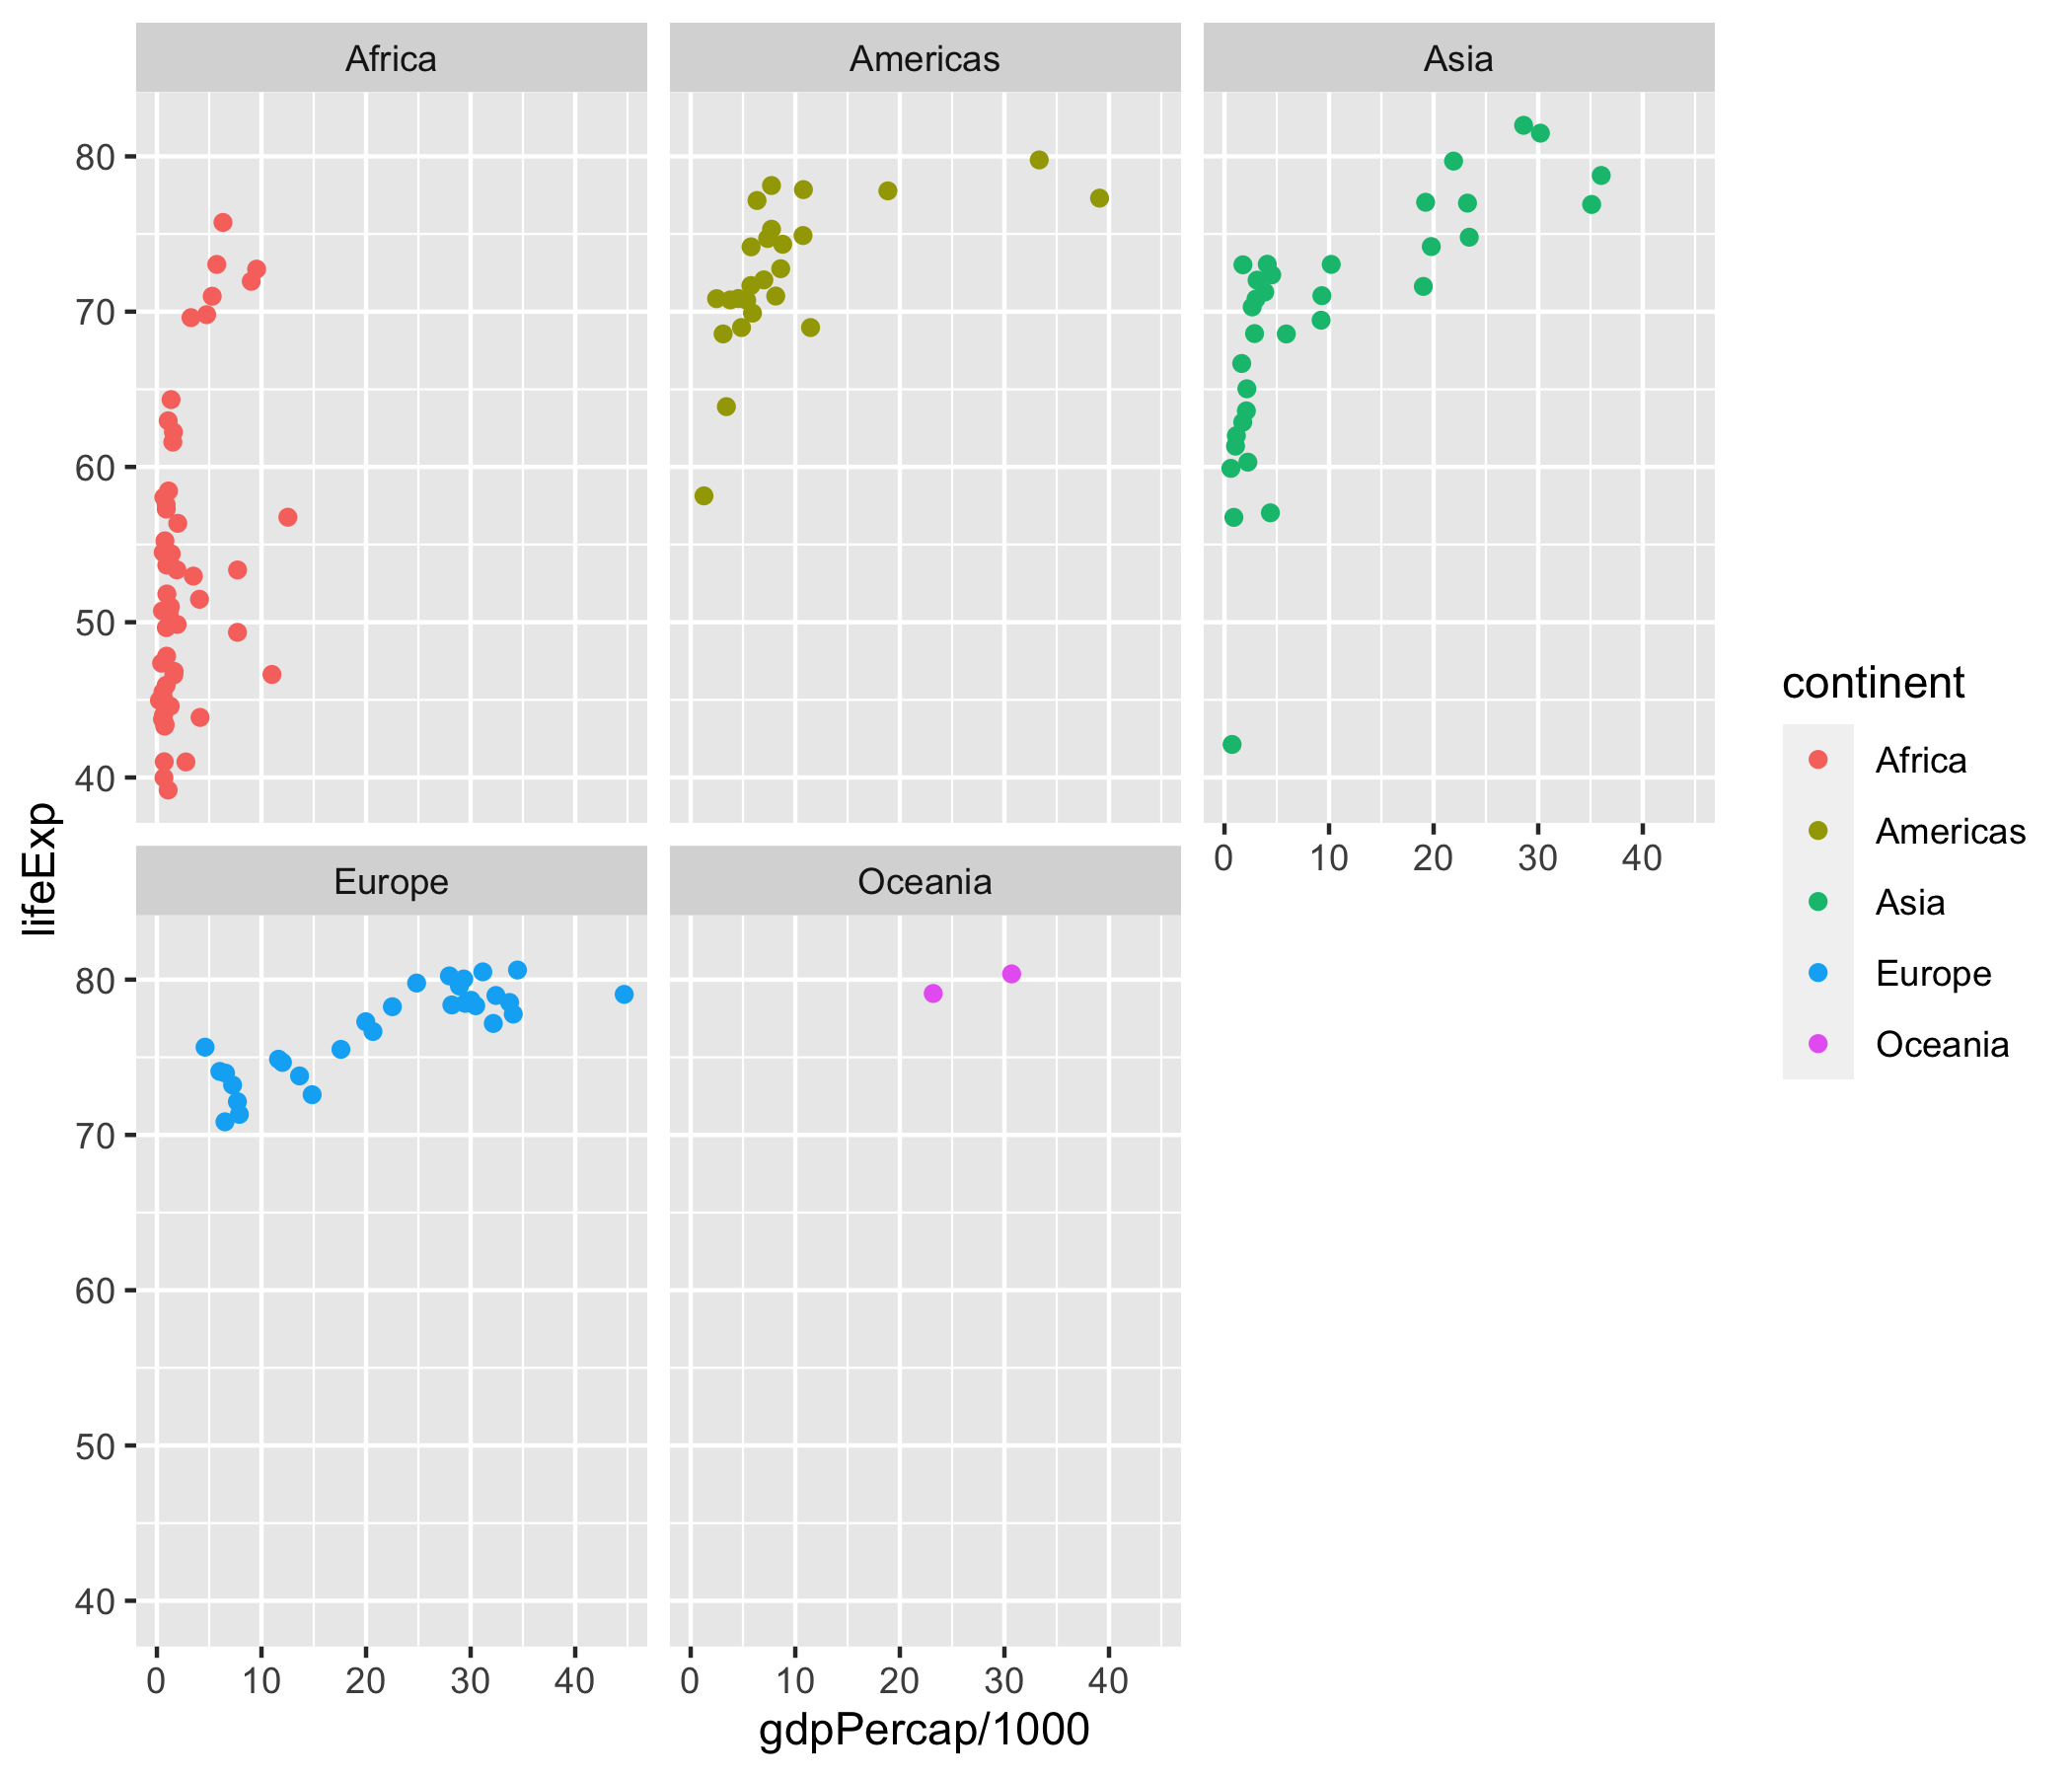 Africa Americas Asia
80
70
60
50
40
0 10 20 30 40
lifeExp
Europe Oceania
80
70
60
50
40
0 10 20 30 40 0 10 20 30 40
gdpPercap/1000
continent
Africa
Americas
Asia
Europe
Oceania